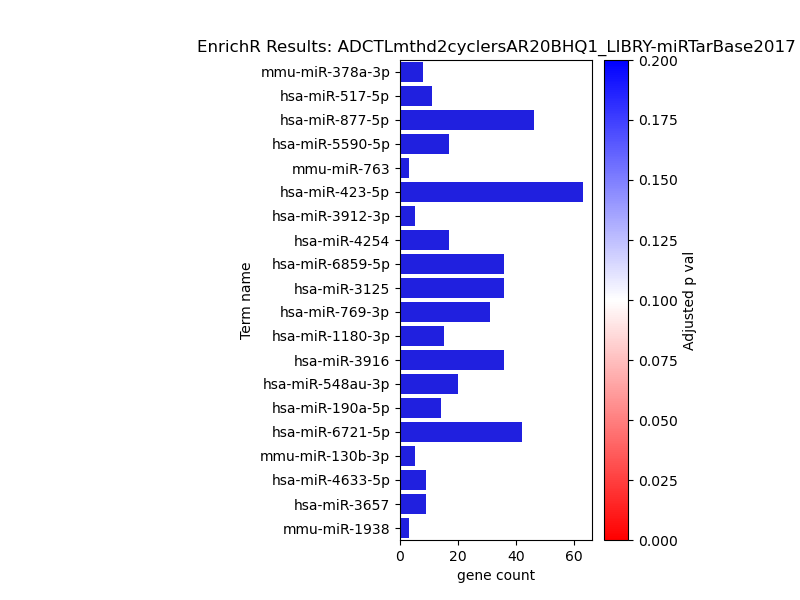 EnrichR Results: ADCTLmthd2cyclersAR20BHQ1_LIBRY-miRTarBase2017
mmu-miR-378a-3p
hsa-miR-517-5p
hsa-miR-877-5p
hsa-miR-5590-5p
mmu-miR-763
hsa-miR-423-5p
hsa-miR-3912-3p
hsa-miR-4254
hsa-miR-6859-5p
hsa-miR-3125
hsa-miR-769-3p
hsa-miR-1180-3p
hsa-miR-3916
hsa-miR-548au-3p
hsa-miR-190a-5p
hsa-miR-6721-5p
mmu-miR-130b-3p
hsa-miR-4633-5p
hsa-miR-3657
mmu-miR-1938
Term name
0 20 40 60
gene count
0.200
0.175
0.150
0.125
0.100
0.075
0.050
0.025
0.000
Adjusted p val